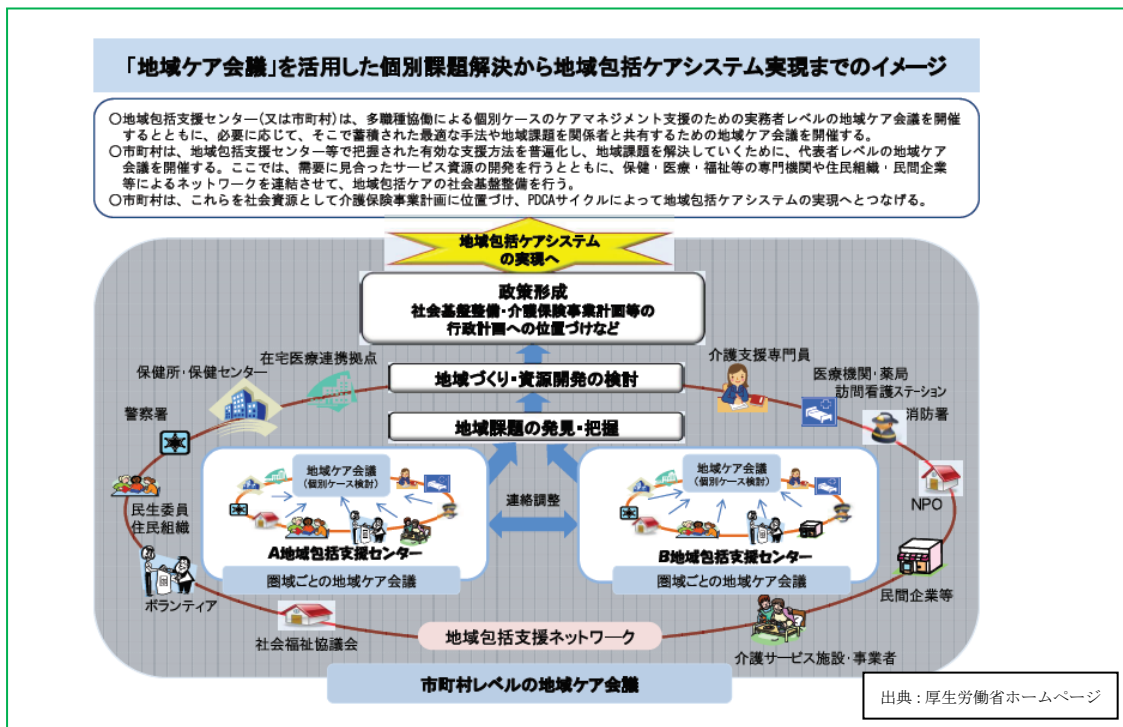 「地域ケア会議」を活用した個別課題解決から地域包括ケアシステム実現までのイメージ
○地域包括支援センター(又は市町村)は、多職種協働による個別ケースのケアマネジメント支援のための実務者レベルの地域ケア会議を開催
するとともに、必要に応じて、そこで蓄積された最適な手法や地域課題を関係者と共有するための地域ケア会議を開催する。
○市町村は、地域包括支援センター等で把握された有効な支援方法を普遍化し、地域課題を解決していくために、代表者レベルの地域ケア
会議を開催する。ここでは、需要に見合ったサービス資源の開発を行うとともに、保健・医療・福祉等の専門機関や住民組織・民間企業
等によるネットワークを連結させて、地域包括ケアの社会基盤整備を行う。
○市町村は、これらを社会資源として介護保険事業計画に位置づけ、PDCAサイクルによって地域包括ケアシステムの実現へとつなげる。
地域包括ケアシステム
の実現へ
政策形成
社会基盤整備・介護保険事業計画等の
行政計画への位置づけなど
在宅医療連携拠点
介護支援専門員
保健所・保健センター
地域づくり・資源開発の検討
医療機関・薬局
訪問看護ステーション
警察署
消防署
地域課題の発見・把握
地域ケア会議
(個別ケース検討)
連絡調整
地域ケア会議
(個別ケース検討)
民生委員
住民組織
NPO
A地域包括支援センター
B地域包括支援センター
圏域ごとの地域ケア会議
圏域ごとの地域ケア会議
ボランティア
民間企業等
社会福祉協議会
地域包括支援ネットワーク
介護サービス施設・事業者
市町村レベルの地域ケア会議
出典：厚生労働省ホームページ